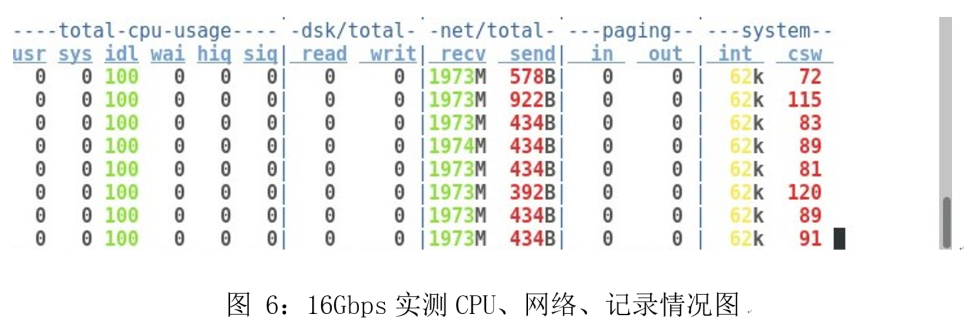 ----total-cpu-usage---- -dsk/total- -net/total- ---paging-- ---system--
usr sys idl wai hiq siq| read writ| recv send| in out | int csw
0 0 100 0 0 0| 0 0 |1973M 578B| 0 0 | 62k 72
0 0 100 0 0 0| 0 0 |1973M 922B| 0 0 | 62k 115
0 0 100 0 0 0| 0 0 |1973M 434B| 0 0 | 62k 83
0 0 100 0 0 0| 0 0 |1974M 434B| 0 0 | 62k 89
0 0 100 0 0 0| 0 0 |1973M 434B| 0 0 | 62k 81
0 0 100 0 0 0| 0 0 |1973M 392B| 0 0 | 62k 120
0 0 100 0 0 0| 0 0 |1973M 434B| 0 0 | 62k 89
0 0 100 0 0 0| 0 0 |1973M 434B| 0 0 | 62k 91
图 6：16Gbps 实测 CPU、网络、记录情况图